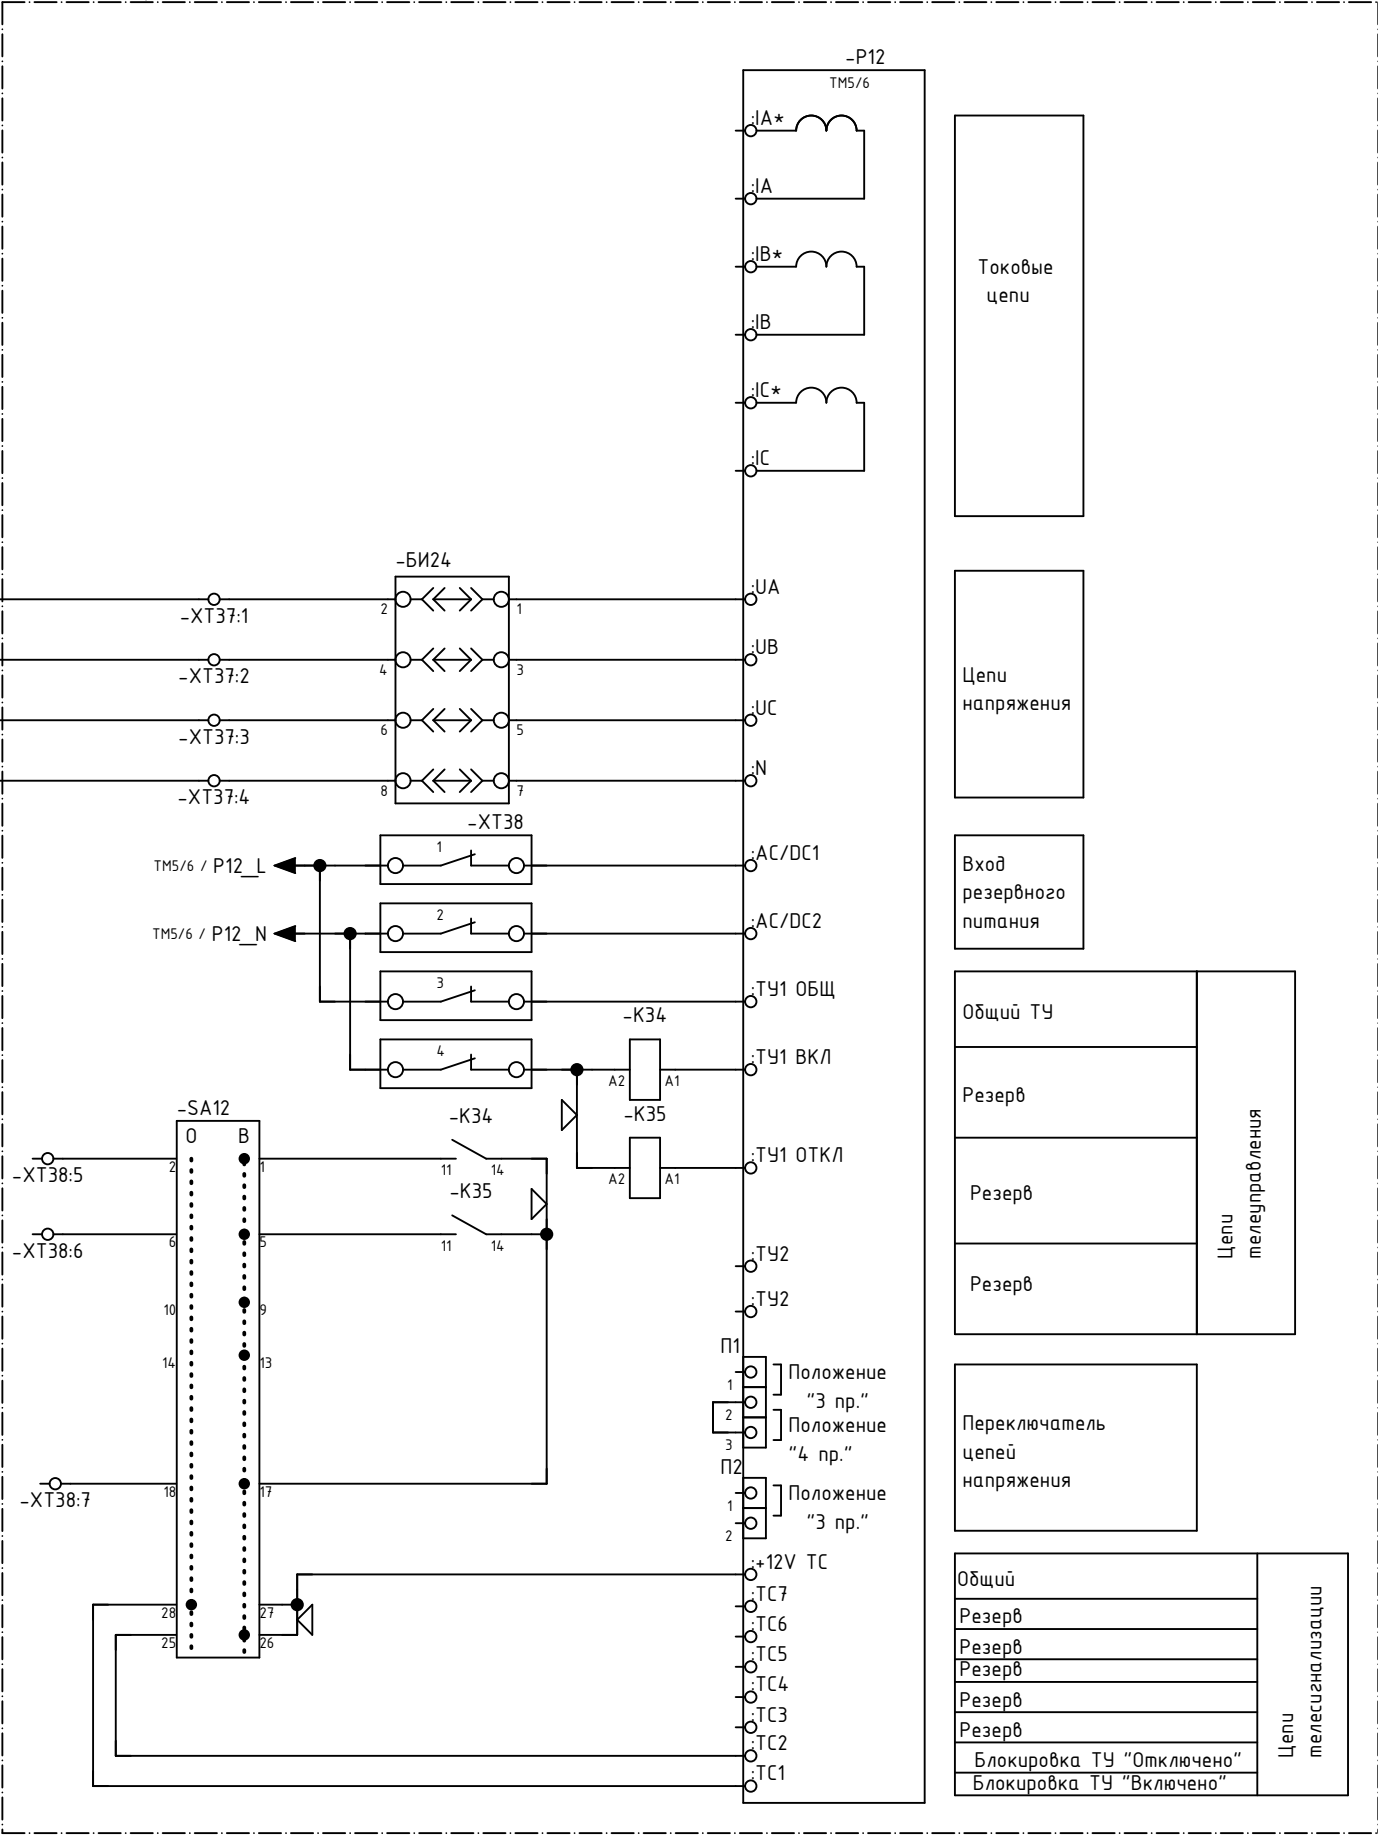 -P12
TM5/6
:IA*
:IA
:IB*
:IB
:IC*
:IC
Токовые
цепи
-БИ24
:UA
2
1
-XT37:1
:UB
4
3
-XT37:2
:UC
6
5
-XT37:3
:N
8
7
-XT37:4
Цепи
напряжения
-XT38
1
TM5/6 / P12__L
:AC/DC1
2
TM5/6 / P12__N
:AC/DC2
Вход
резервного
питания
3
:ТУ1 ОБЩ
-K34
4
A2
A1
:ТУ1 ВКЛ
-K35
A2
A1
:ТУ1 ОТКЛ
Общий ТУ
Резерв
Резерв
Резерв
Цепи
телеуправления
-SA12
О
В
-K34
2
1
11
14
-XT38:5
-K35
6
5
11
14
-XT38:6
10
9
14
13
:ТУ2
:ТУ2
18
17
-XT38:7
28
27
25
26
П1
1
2
3
Положение
"3 пр."
Положение
"4 пр."
П2
1
2
Положение
"3 пр."
Переключатель
цепей
напряжения
:+12V ТС
:ТС7
:ТС6
:ТС5
:ТС4
:ТС3
:ТС2
:ТС1
Общий
Резерв
Резерв
Резерв
Резерв
Резерв
Блокировка ТУ "Отключено"
Блокировка ТУ "Включено"
Цепи
телесигнализации